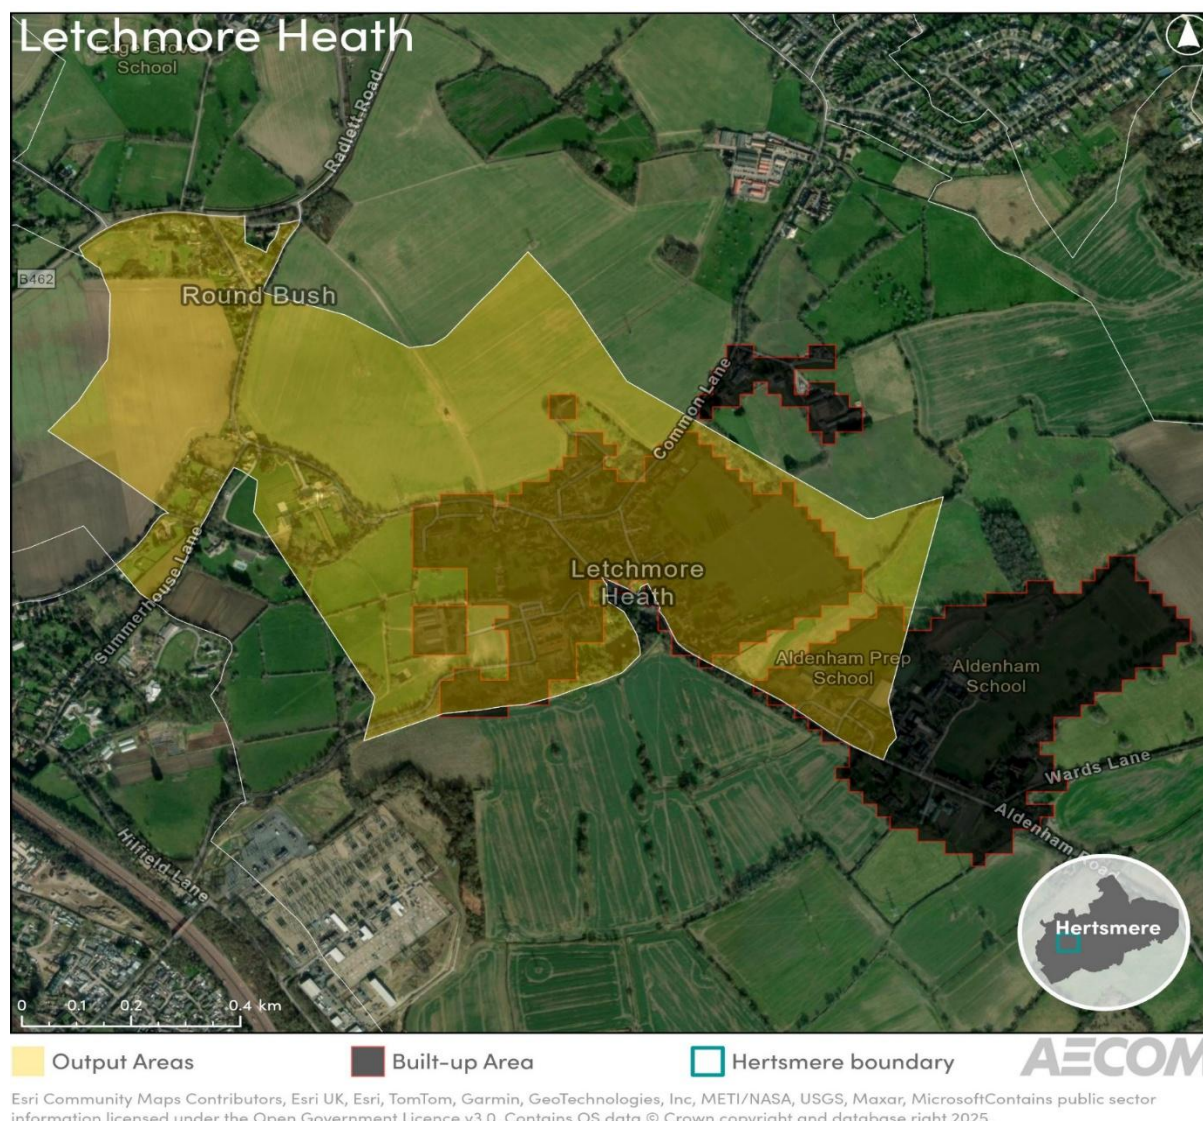 Letchmore Heath
Edge Grove
School
Radlett Road
B462
Round Bush
Common Lane
Letchmore
Heath
Summerhouse Lane
Aldenham Prep
School
Aldenham
School
Wards Lane
Aldenham Road
Hilfield Lane
Hertsmere
0 0.1 0.2 0.4 km
Output Areas
Built-up Area
Hertsmere boundary
AECOM
Esri Community Maps Contributors, Esri UK, Esri, TomTom, Garmin, GeoTechnologies, Inc, METI/NASA, USGS, Maxar, MicrosoftContains public sector
information licensed under the Open Government Licence v3.0. Contains OS data © Crown copyright and database right 2025